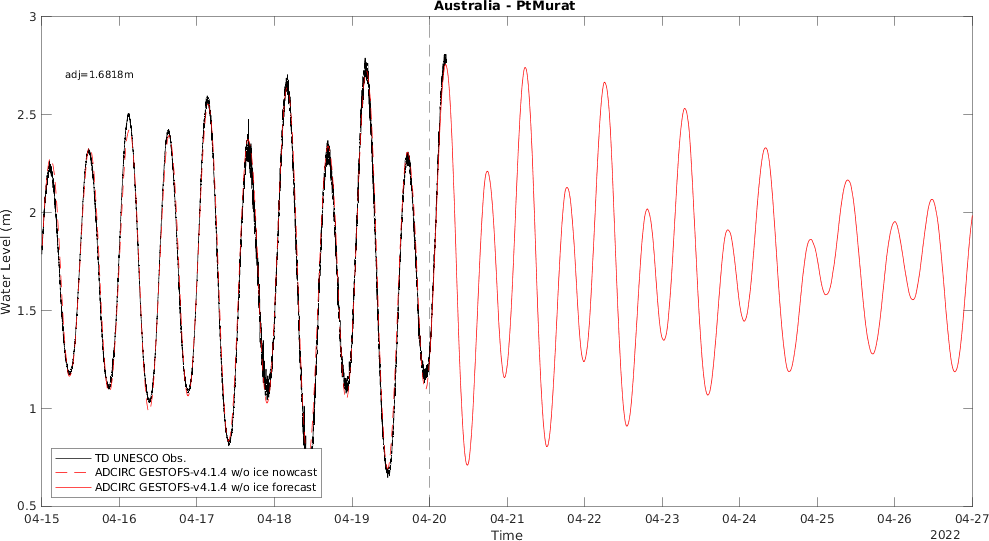 Australia - PtMurat
adj=1.6818m
3
2.5
2
1.5
1
0.5
Water Level (m)
TD UNESCO Obs.
ADCIRC GESTOFS-v4.1.4 w/o ice nowcast
ADCIRC GESTOFS-v4.1.4 w/o ice forecast
04-15 04-16 04-17 04-18 04-19 04-20 04-21 04-22 04-23 04-24 04-25 04-26 04-27
Time
2022